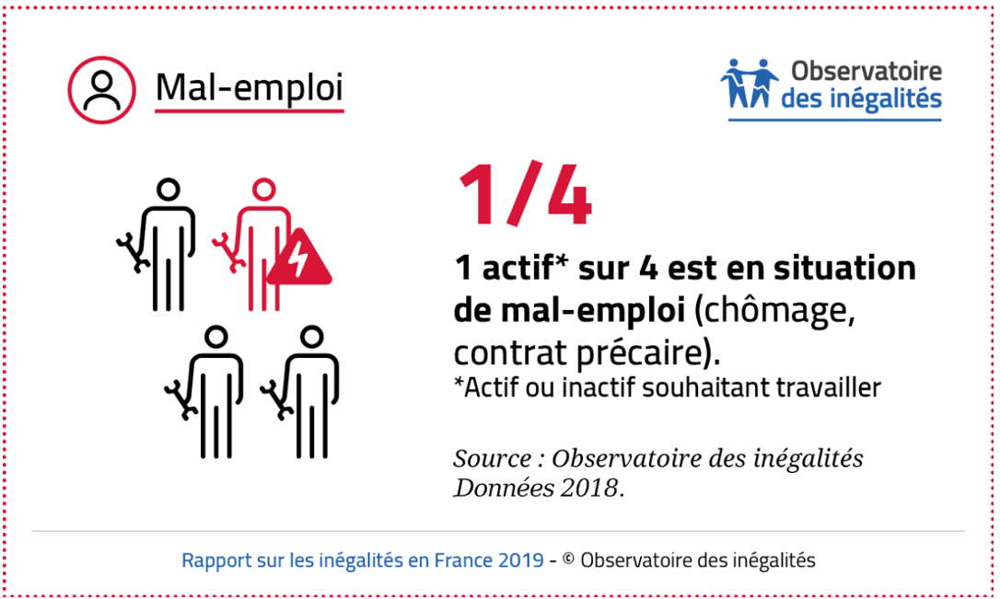 Mal-emploi
Observatoire
des inégalités
1/4
1 actif* sur 4 est en situation
de mal-emploi (chômage,
contrat précaire).
*Actif ou inactif souhaitant travailler
Source : Observatoire des inégalités
Données 2018.
Rapport sur les inégalités en France 2019 - © Observatoire des inégalités